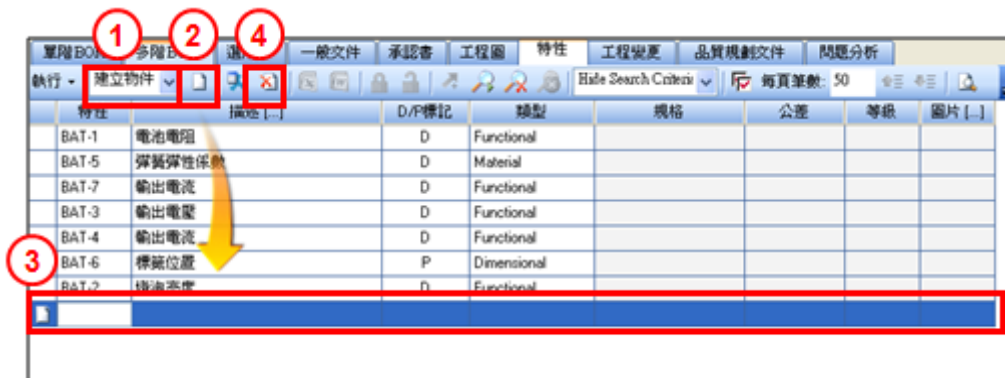 1 2 4
單階BO 多階B 選 一般文件 承認書 工程圖 特性 工程變更 品質規劃文件 問題分析
執行 建立物件 Hide Search Criteria 每頁筆數: 50
特性 描述 [...] D/P標記 類型 規格 公差 等級 圖片 [...]
BAT-1 電池電阻 D Functional
BAT-5 彈簧彈性係數 D Material
BAT-7 輸出電流 D Functional
BAT-3 輸出電壓 D Functional
BAT-4 輸出電流 D Functional
3 BAT-6 標籤位置 P Dimensional
BAT-2 D Functional